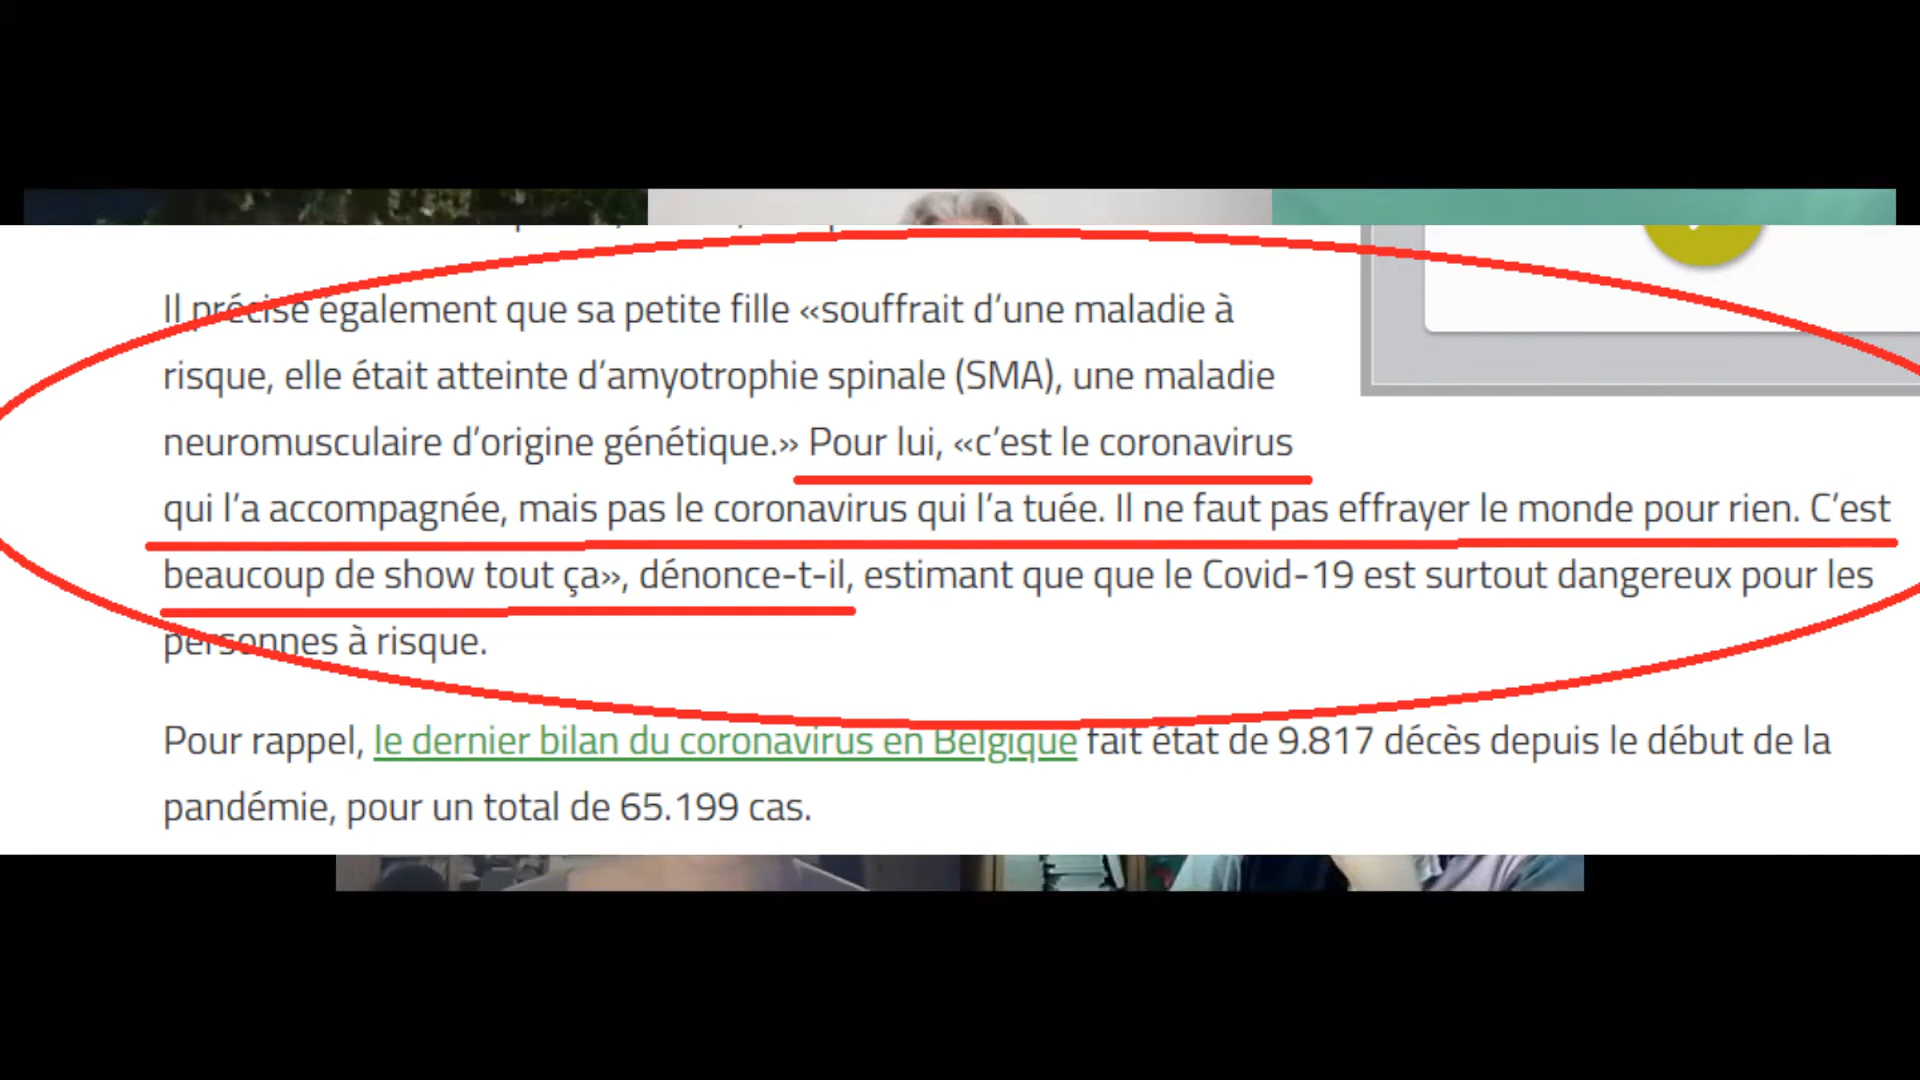 Il précise également que sa petite fille «souffrait d’une maladie à
risque, elle était atteinte d’amyotrophie spinale (SMA), une maladie
neuromusculaire d’origine génétique.» Pour lui, «c’est le coronavirus
qui l’a accompagnée, mais pas le coronavirus qui l’a tuée. Il ne faut pas effrayer le monde pour rien. C’est
beaucoup de show tout ça», dénonce-t-il, estimant que que le Covid-19 est surtout dangereux pour les
personnes à risque.
Pour rappel, le dernier bilan du coronavirus en Belgique fait état de 9.817 décès depuis le début de la
pandémie, pour un total de 65.199 cas.